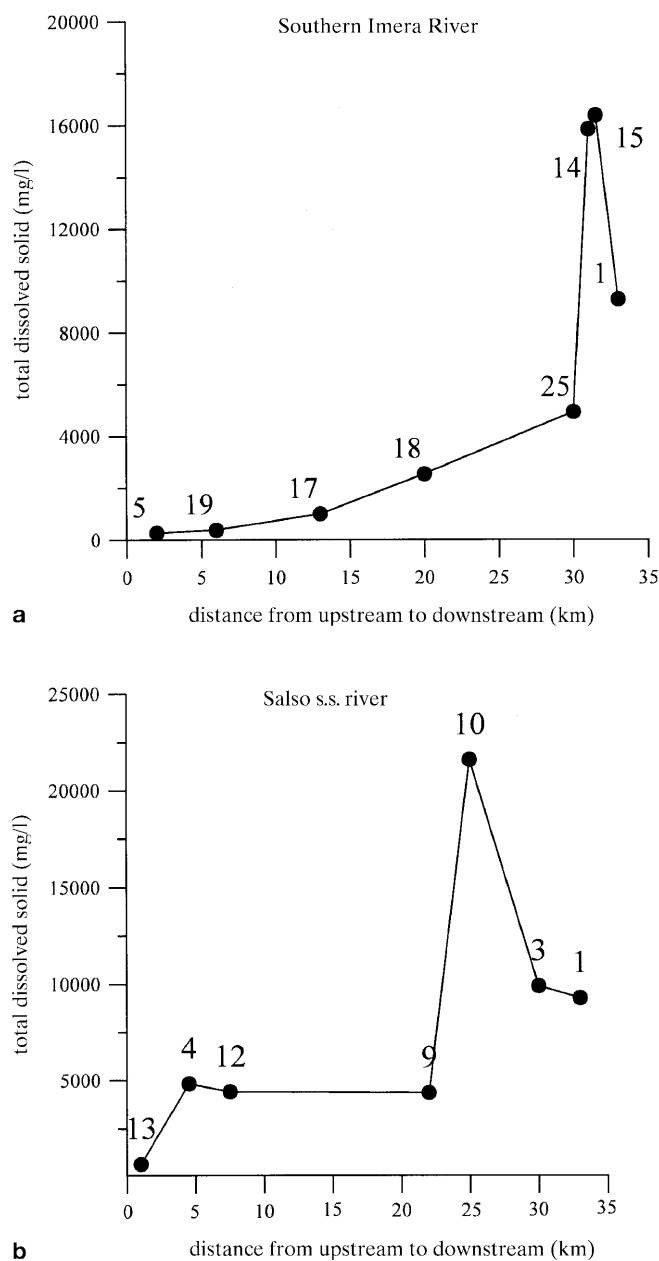 Southern Imera River
total dissolved solid (mg/l)
20000
16000
12000
8000
4000
0
5
19
17
18
25
14
15
1
0 5 10 15 20 25 30 35
distance from upstream to downstream (km)
a
Salso s.s. river
total dissolved solid (mg/l)
25000
20000
15000
10000
5000
13
4
12
9
10
3
1
0 5 10 15 20 25 30 35
distance from upstream to downstream (km)
b